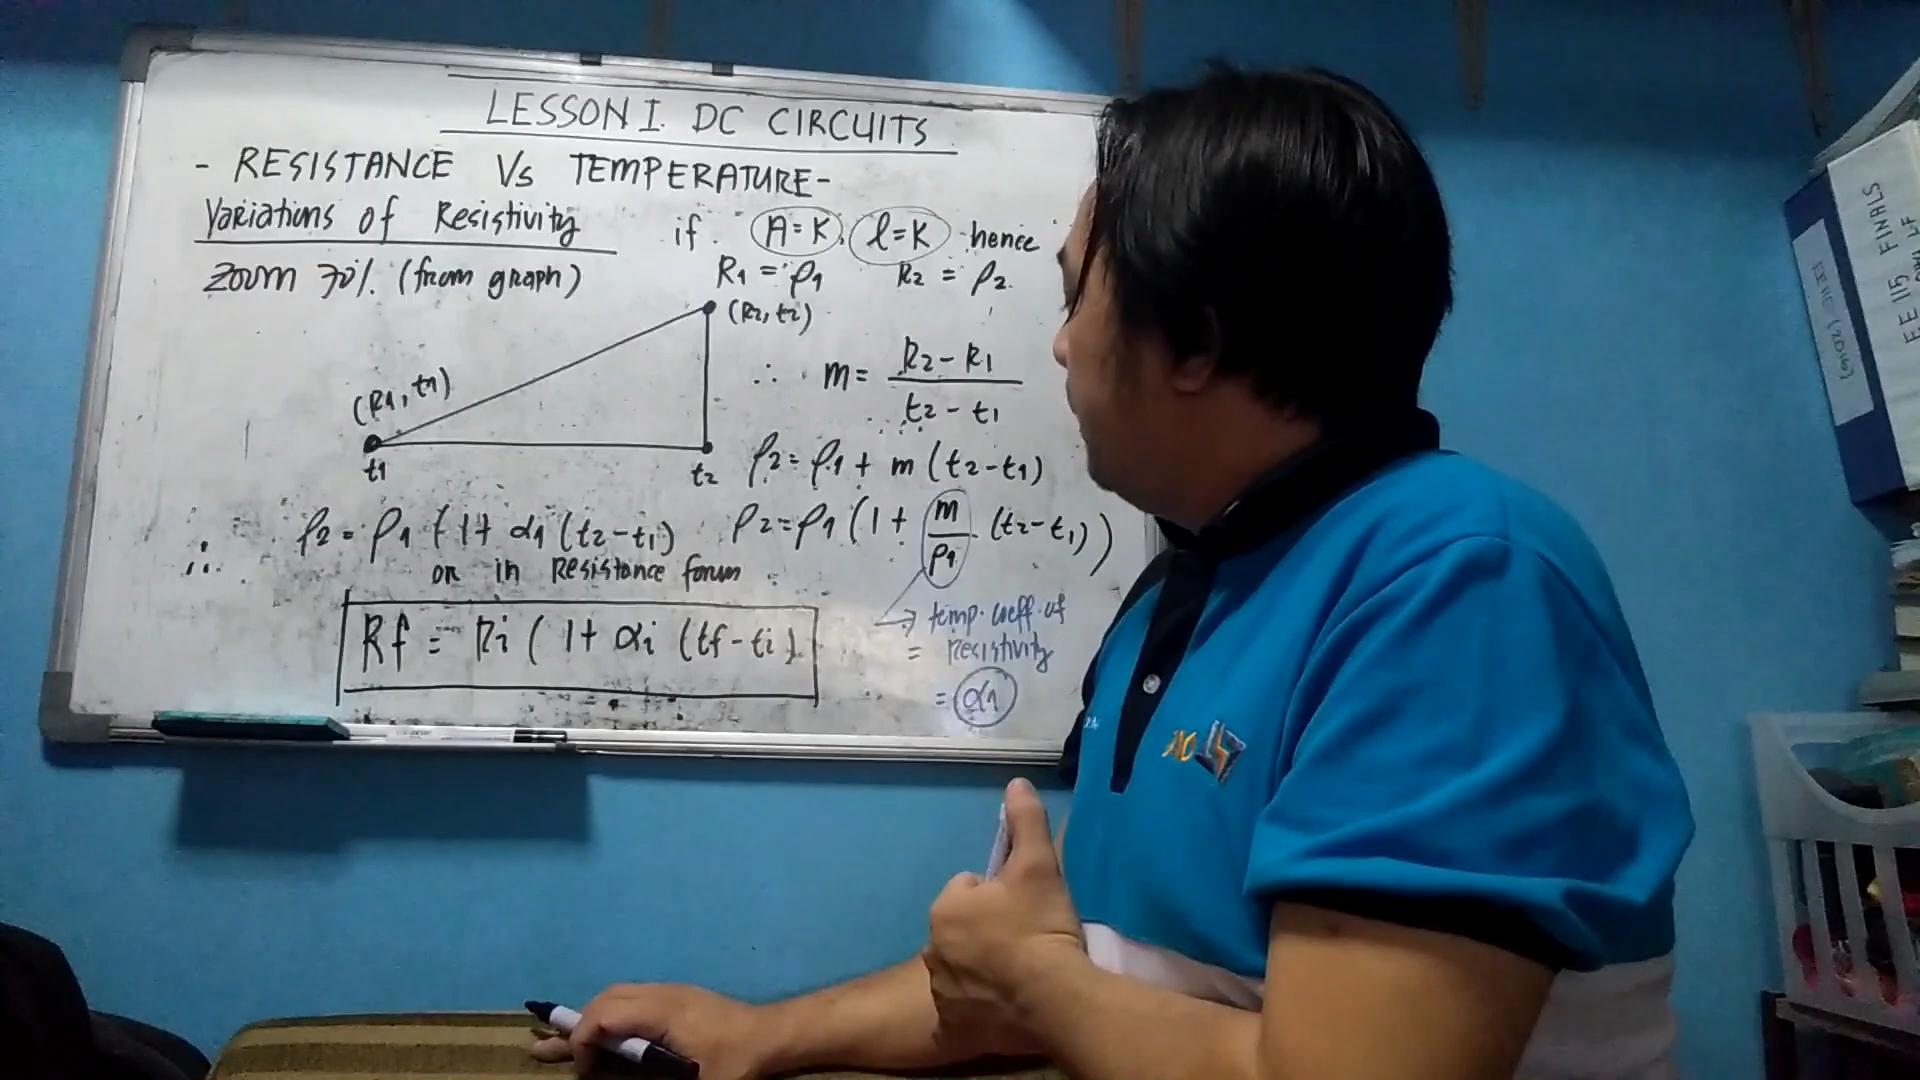 LESSON I. DC CIRCUITS
- RESISTANCE Vs TEMPERATURE -
Variations of Resistivity
zoom 70%. (from graph)
if A=K, l=K hence
R1 = ρ1 R2 = ρ2
(R2, t2)
(R1, t1)
t1
t2
∴ m = R2 - R1 / t2 - t1
ρ2 = ρ1 + m (t2-t1)
ρ2 = ρ1 (1 + m/ρ1 · (t2-t1))
∴ ρ2 = ρ1 (1+ α1 (t2-t1)
or in resistance form
Rf = Ri (1+ αi (tf-ti)
→ temp. coeff. of
= Resistivity
= α1
EE 115 FINALS